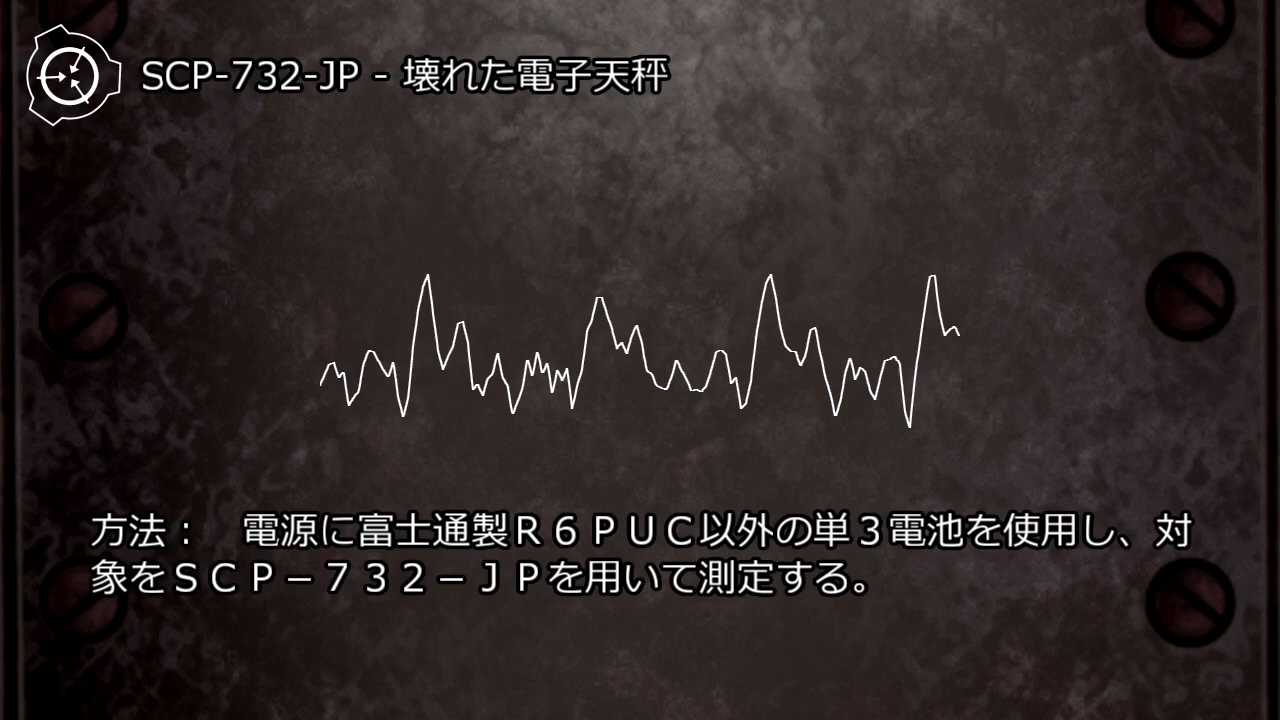 SCP-732-JP - 壊れた電子天秤
方法：　電源に富士通製Ｒ６ＰＵＣ以外の単３電池を使用し、対
象をＳＣＰ－７３２－ＪＰを用いて測定する。